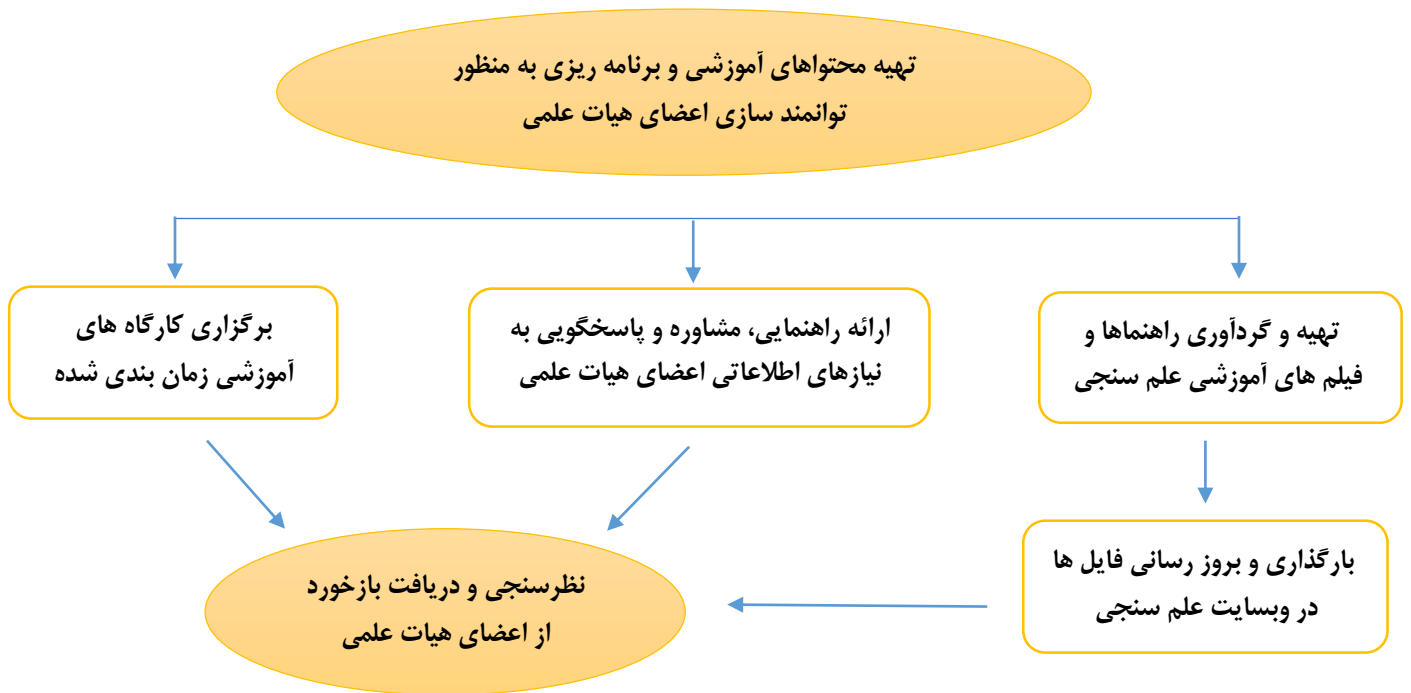 تهیه محتواهای آموزشی و برنامه ریزی به منظور
توانمند سازی اعضای هیات علمی
تهیه و گردآوری راهنماها و
فیلم های آموزشی علم سنجی
ارائه راهنمایی، مشاوره و پاسخگویی به
نیازهای اطلاعاتی اعضای هیات علمی
برگزاری کارگاه های
آموزشی زمان بندی شده
بارگذاری و بروز رسانی فایل ها
در وبسایت علم سنجی
نظرسنجی و دریافت بازخورد
از اعضای هیات علمی